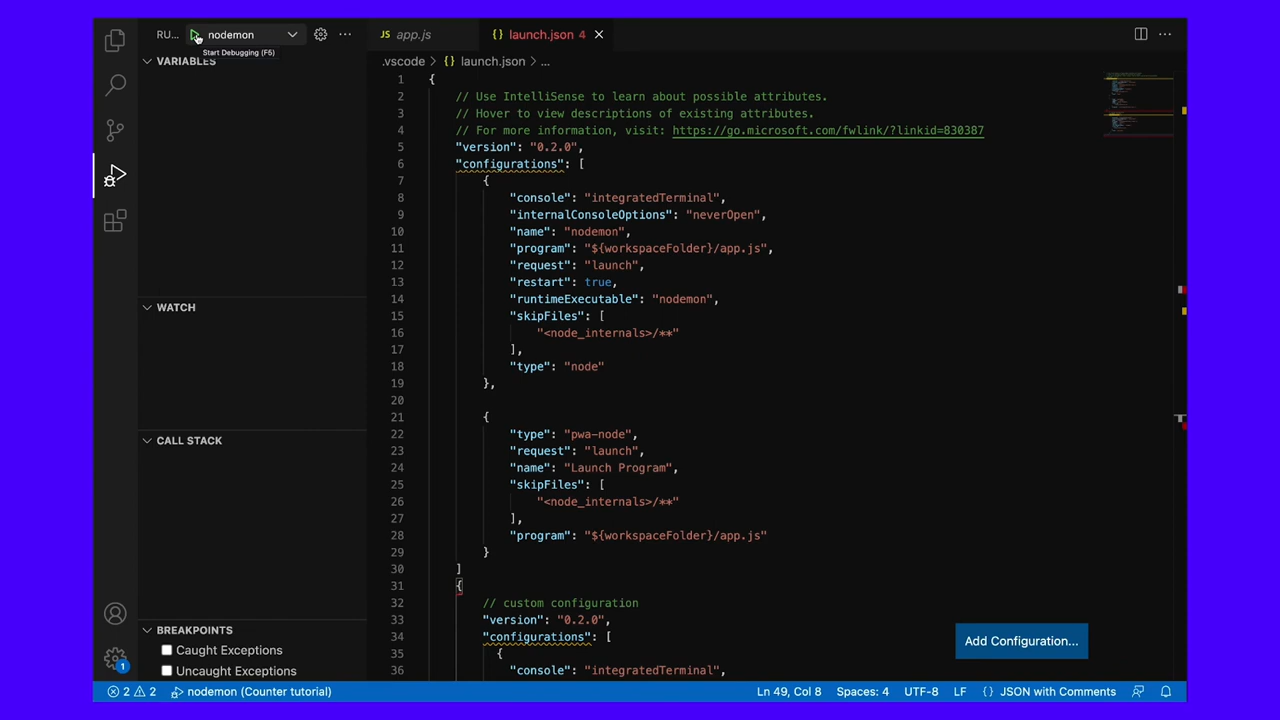 RU... nodemon
Start Debugging (F5)
VARIABLES
WATCH
CALL STACK
BREAKPOINTS
Caught Exceptions
Uncaught Exceptions
1
JS app.js
{} launch.json 4
.vscode > {} launch.json > ...
1 {
2 // Use IntelliSense to learn about possible attributes.
3 // Hover to view descriptions of existing attributes.
4 // For more information, visit: https://go.microsoft.com/fwlink/?linkid=830387
5 "version": "0.2.0",
6 "configurations": [
7 {
8 "console": "integratedTerminal",
9 "internalConsoleOptions": "neverOpen",
10 "name": "nodemon",
11 "program": "${workspaceFolder}/app.js",
12 "request": "launch",
13 "restart": true,
14 "runtimeExecutable": "nodemon",
15 "skipFiles": [
16 "<node_internals>/**"
17 ],
18 "type": "node"
19 },
20
21 {
22 "type": "pwa-node",
23 "request": "launch",
24 "name": "Launch Program",
25 "skipFiles": [
26 "<node_internals>/**"
27 ],
28 "program": "${workspaceFolder}/app.js"
29 }
30 ]
31 {
32 // custom configuration
33 "version": "0.2.0",
34 "configurations": [
35 {
36 "console": "integratedTerminal",
Add Configuration...
2 2 nodemon (Counter tutorial)
Ln 49, Col 8 Spaces: 4 UTF-8 LF {} JSON with Comments